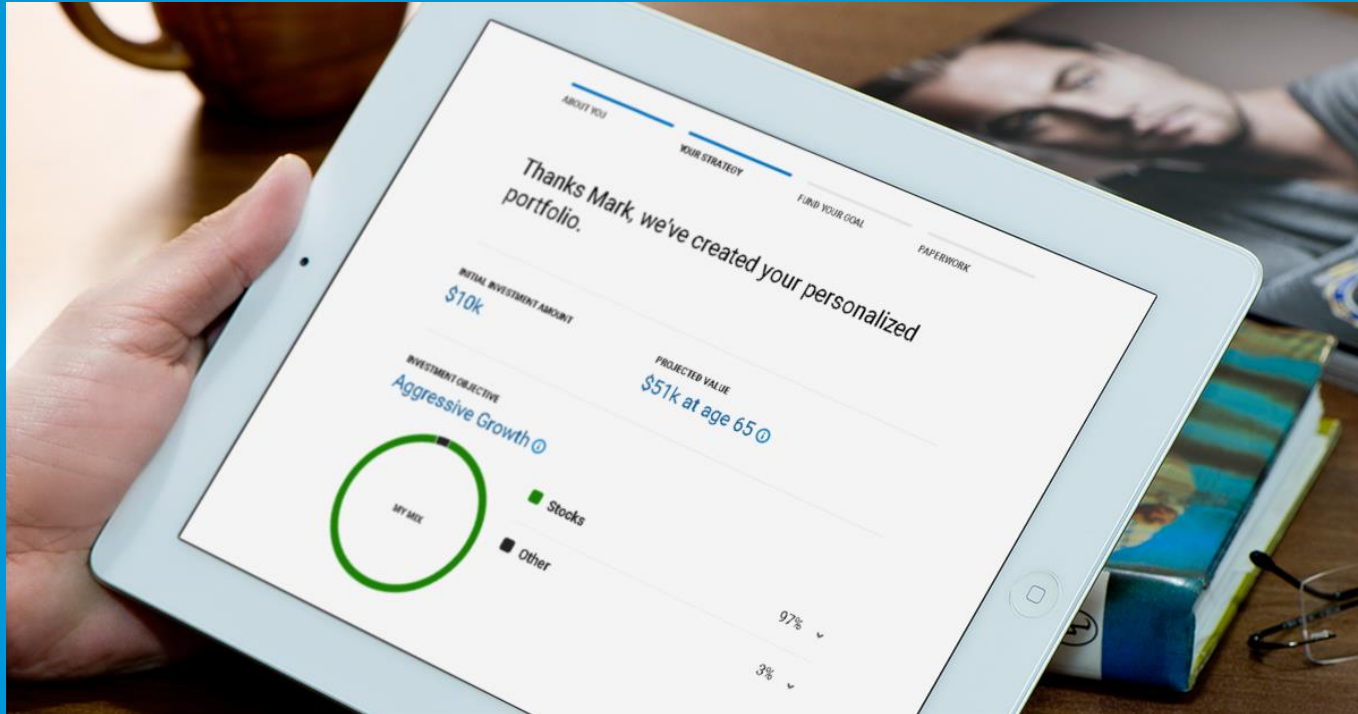 ABOUT YOU
YOUR STRATEGY
FUND YOUR GOAL
PAPERWORK
Thanks Mark, we've created your personalized
portfolio.
INITIAL INVESTMENT AMOUNT
$10k
PROJECTED VALUE
$51k at age 65
INVESTMENT OBJECTIVE
Aggressive Growth
MY MIX
Stocks
97%
Other
3%